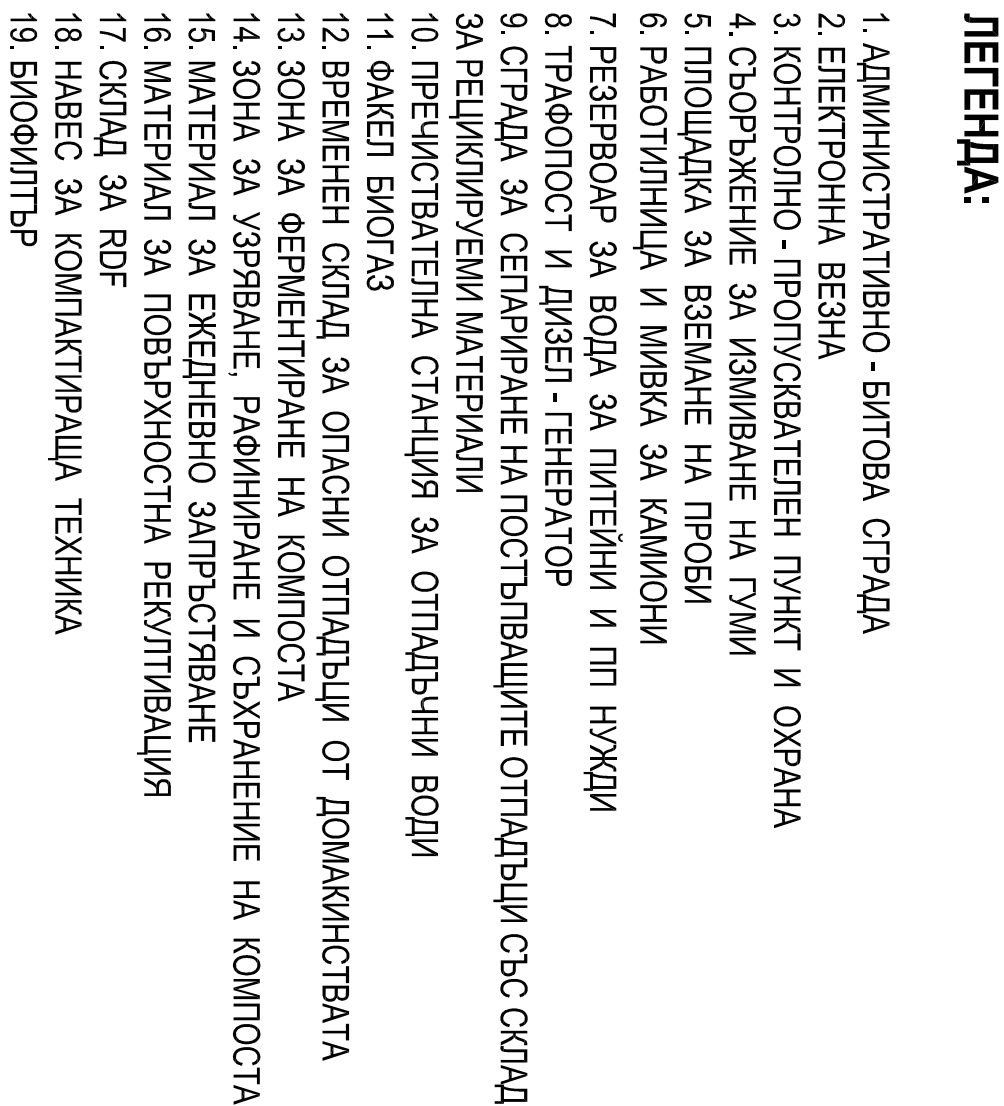 ЛЕГЕНДА:
1. АДМИНИСТРАТИВНО - БИТОВА СГРАДА
2. ЕЛЕКТРОННА ВЕЗНА
3. КОНТРОЛНО - ПРОПУСКВАТЕЛЕН ПУНКТ И ОХРАНА
4. СЪОРЪЖЕНИЕ ЗА ИЗМИВАНЕ НА ГУМИ
5. ПЛОЩАДКА ЗА ВЗЕМАНЕ НА ПРОБИ
6. РАБОТИЛНИЦА И МИВКА ЗА КАМИОНИ
7. РЕЗЕРВОАР ЗА ВОДА ЗА ПИТЕЙНИ И ПП НУЖДИ
8. ТРАФОПОСТ И ДИЗЕЛ - ГЕНЕРАТОР
9. СГРАДА ЗА СЕПАРИРАНЕ НА ПОСТЪПВАЩИТЕ ОТПАДЪЦИ СЪС СКЛАД
ЗА РЕЦИКЛИРУЕМИ МАТЕРИАЛИ
10. ПРЕЧИСТВАТЕЛНА СТАНЦИЯ ЗА ОТПАДЪЧНИ ВОДИ
11. ФАКЕЛ БИОГАЗ
12. ВРЕМЕНЕН СКЛАД ЗА ОПАСНИ ОТПАДЪЦИ ОТ ДОМАКИНСТВАТА
13. ЗОНА ЗА ФЕРМЕНТИРАНЕ НА КОМПОСТА
14. ЗОНА ЗА УЗРЯВАНЕ, РАФИНИРАНЕ И СЪХРАНЕНИЕ НА КОМПОСТА
15. МАТЕРИАЛ ЗА ЕЖЕДНЕВНО ЗАПРЪСТЯВАНЕ
16. МАТЕРИАЛ ЗА ПОВЪРХНОСТНА РЕКУЛТИВАЦИЯ
17. СКЛАД ЗА RDF
18. НАВЕС ЗА КОМПАКТИРАЩА ТЕХНИКА
19. БИОФИЛТЪР